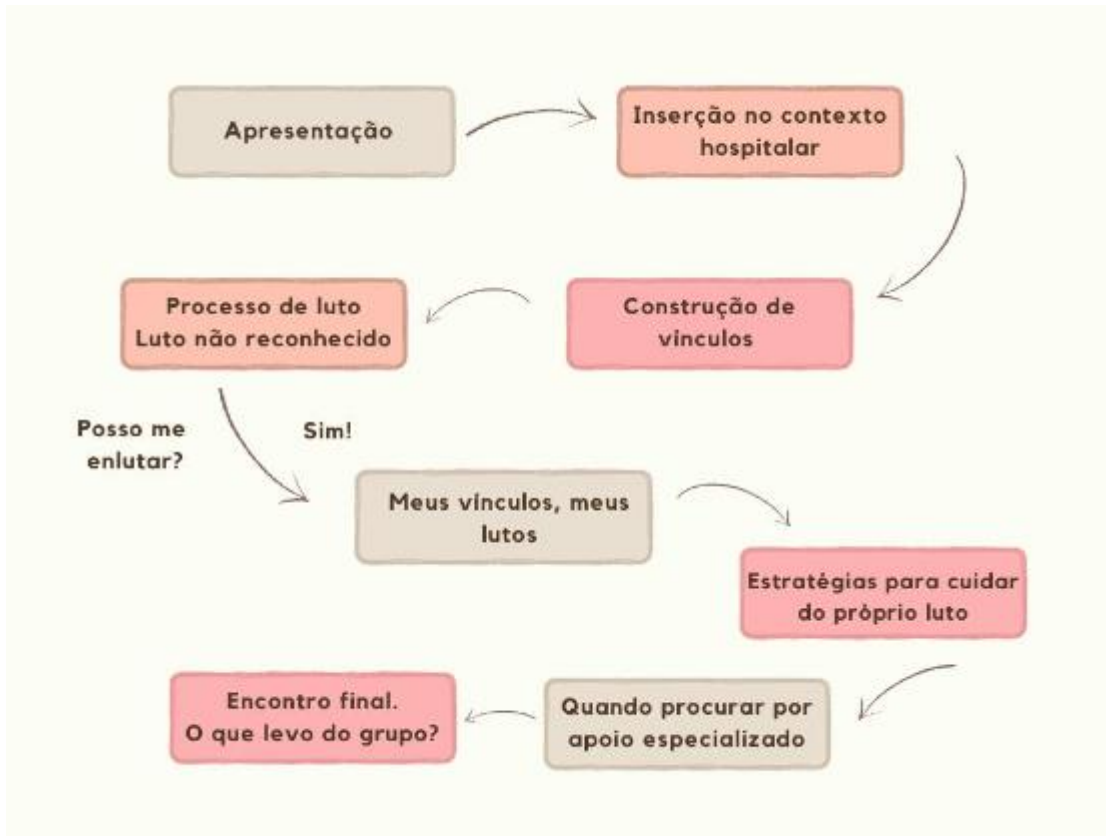 Apresentação
Inserção no contexto
hospitalar
Construção de
vínculos
Processo de luto
Luto não reconhecido
Posso me
enlutar?
Sim!
Meus vínculos, meus
lutos
Estratégias para cuidar
do próprio luto
Quando procurar por
apoio especializado
Encontro final.
O que levo do grupo?